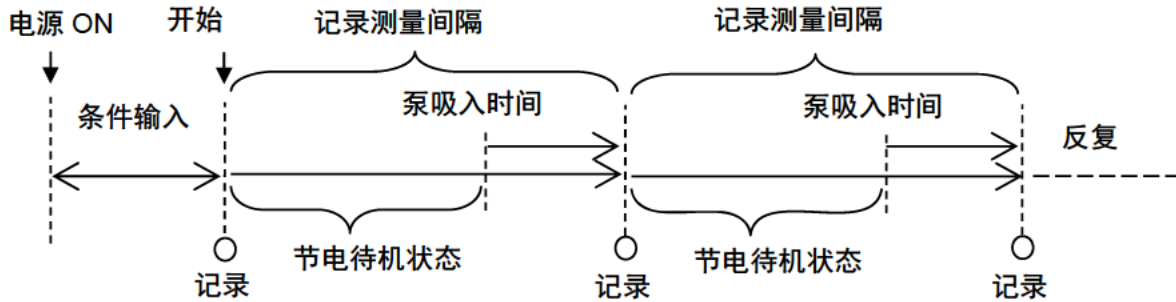 电源 ON
开始
记录测量间隔
记录测量间隔
条件输入
泵吸入时间
泵吸入时间
反复
节电待机状态
节电待机状态
记录
记录
记录